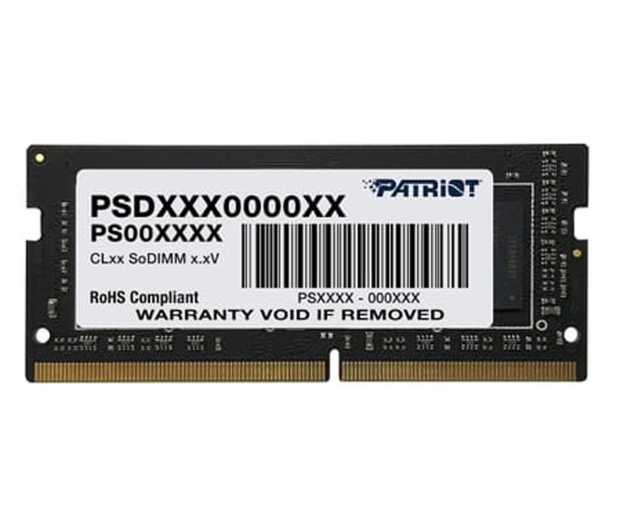 PATRIOT
PSDXXX0000XX
PS00XXXX
CLxx SoDIMM x.xV
RoHS Compliant
PSXXXX - 000XXX
WARRANTY VOID IF REMOVED